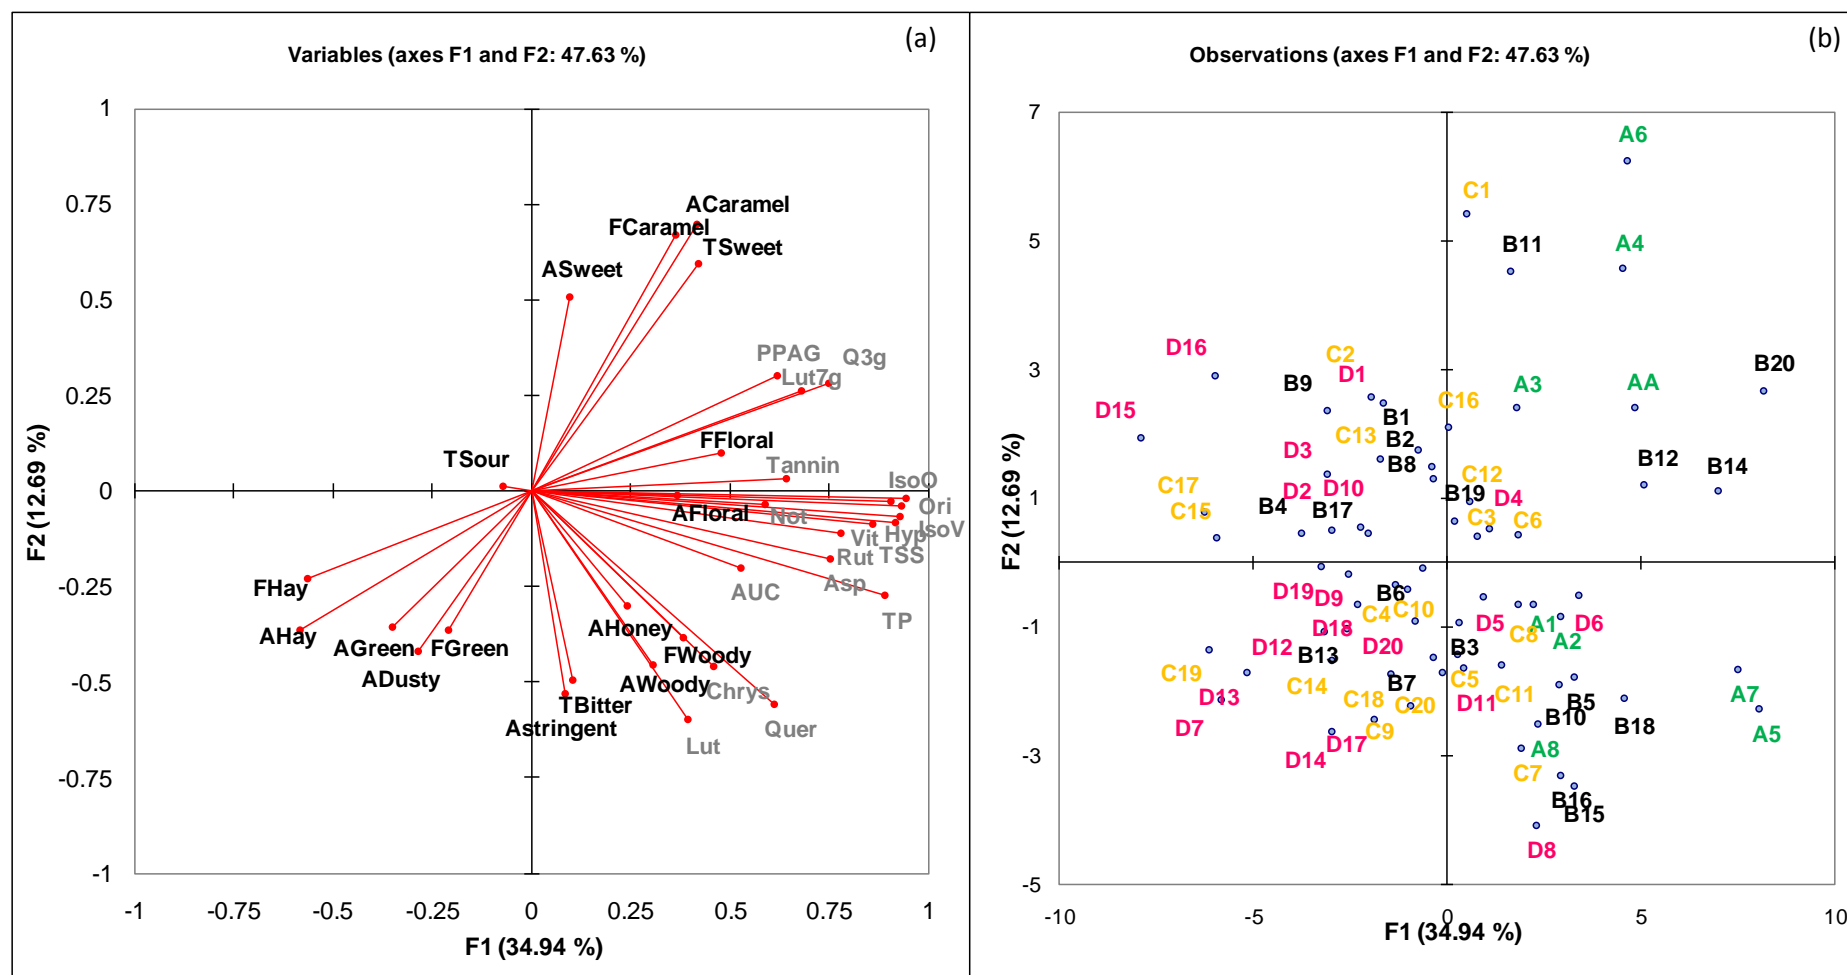 (a)
Variables (axes F1 and F2: 47.63 %)
1
0.75
0.5
0.25
0
-0.25
-0.5
-0.75
-1
F2 (12.69 %)
ACaramel
FCaramel
TSweet
ASweet
PPAG
Q3g
Lut7g
FFloral
TSour
Tannin
IsoO
Ori
AFloral
Not
IsoV
Hyp
Vit
TSS
Rut
FHay
AUC
Asp
TP
AHay
AGreen
FGreen
AHoney
FWoody
ADusty
AWoody
Chrys
TBitter
Astringent
Quer
Lut
-1
-0.75
-0.5
-0.25
0
0.25
0.5
0.75
1
F1 (34.94 %)
(b)
Observations (axes F1 and F2: 47.63 %)
7
5
3
1
-1
-3
-5
F2 (12.69 %)
A6
C1
B11
A4
D16
C2
D1
B9
B20
A3
AA
D15
C16
B1
C13
B2
D3
B8
B12
B14
C17
D2
D10
C12
B19
D4
C15
B4
B17
C3
C6
D19
D9
B6
C4
C10
D5
A1
D6
D18
C8
A2
D12
B13
D20
B3
C19
C14
B7
C5
D13
C18
C20
D11
C11
B5
A7
D7
C9
B10
B18
A5
D17
D14
A8
C7
B16
B15
D8
-10
-5
0
5
10
F1 (34.94 %)